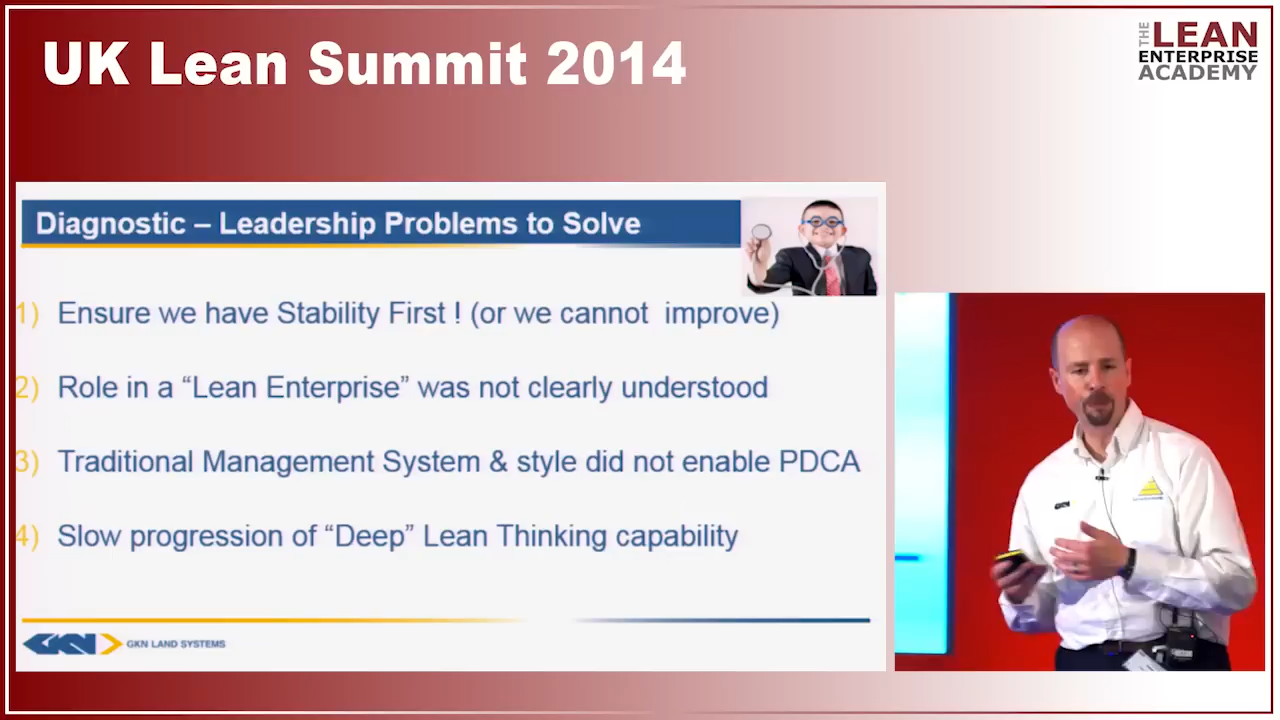 UK Lean Summit 2014
THE LEAN
ENTERPRISE
ACADEMY
Diagnostic – Leadership Problems to Solve
1) Ensure we have Stability First ! (or we cannot improve)
2) Role in a “Lean Enterprise” was not clearly understood
3) Traditional Management System & style did not enable PDCA
4) Slow progression of “Deep” Lean Thinking capability
GKN GKN LAND SYSTEMS
GKN